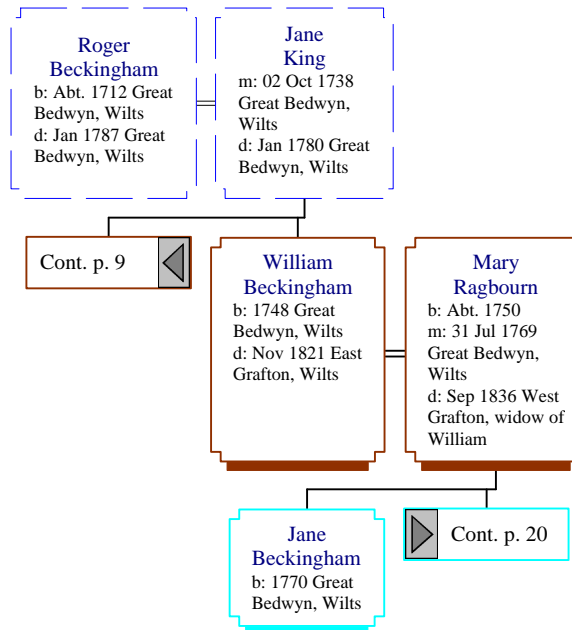 Roger
Beckingham
b: Abt. 1712 Great
Bedwyn, Wilts
d: Jan 1787 Great
Bedwyn, Wilts
Jane
King
m: 02 Oct 1738
Great Bedwyn,
Wilts
d: Jan 1780 Great
Bedwyn, Wilts
Cont. p. 9
William
Beckingham
b: 1748 Great
Bedwyn, Wilts
d: Nov 1821 East
Grafton, Wilts
Mary
Ragbourn
b: Abt. 1750
m: 31 Jul 1769
Great Bedwyn,
Wilts
d: Sep 1836 West
Grafton, widow of
William
Jane
Beckingham
b: 1770 Great
Bedwyn, Wilts
Cont. p. 20